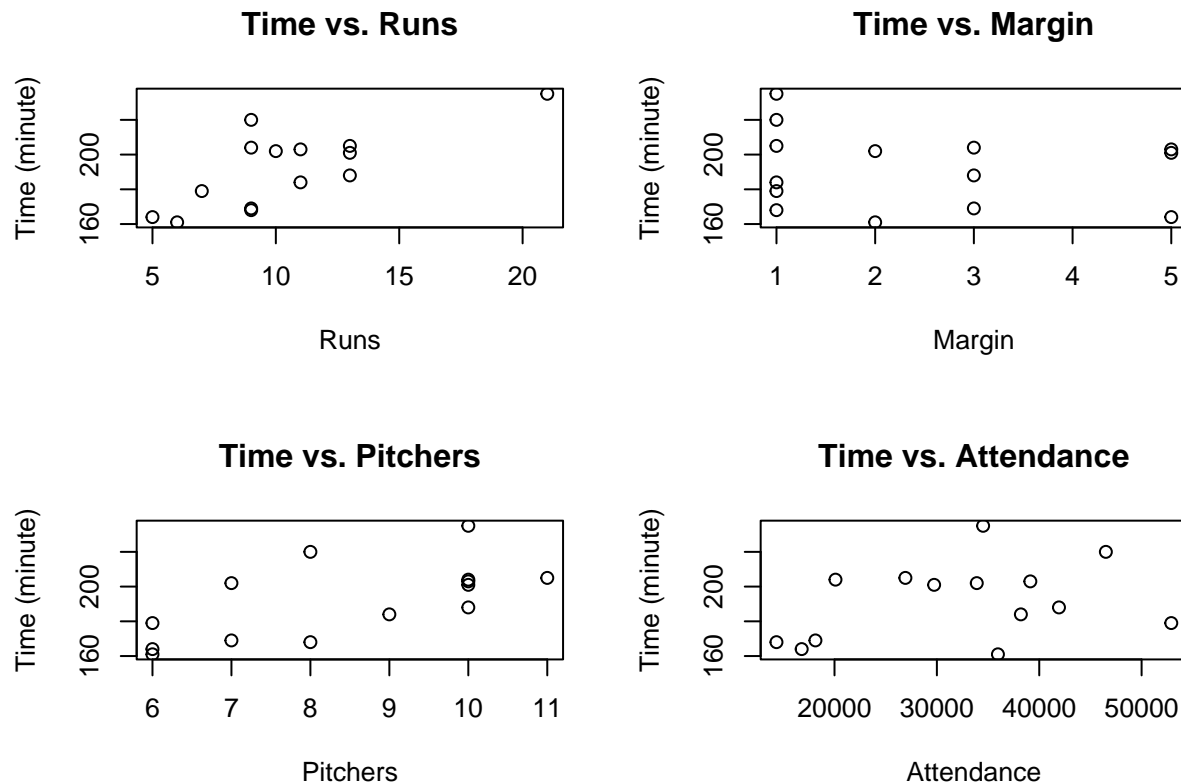 Time vs. Runs
Time (minute)
160 200
5 10 15 20
Runs
Time vs. Margin
Time (minute)
160 200
1 2 3 4 5
Margin
Time vs. Pitchers
Time (minute)
160 200
6 7 8 9 10 11
Pitchers
Time vs. Attendance
Time (minute)
160 200
20000 30000 40000 50000
Attendance